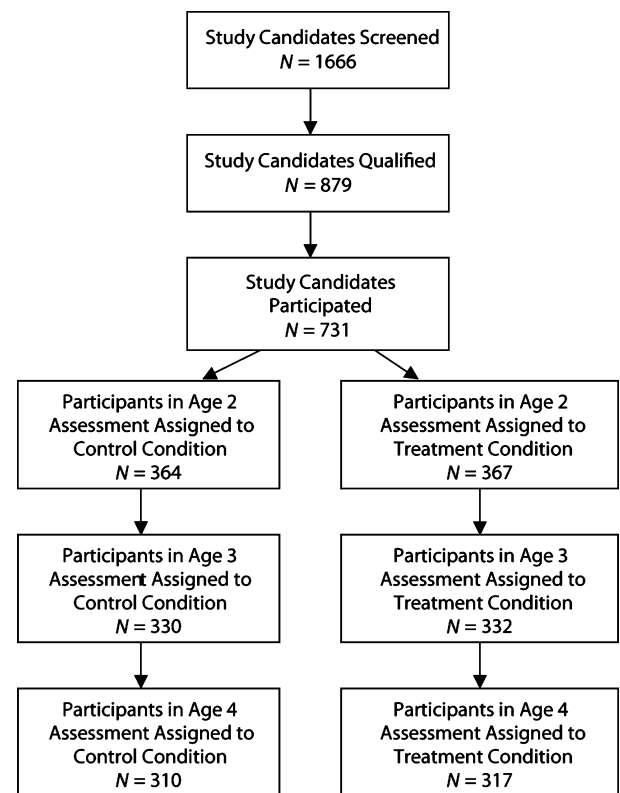 Study Candidates Screened
N = 1666
Study Candidates Qualified
N = 879
Study Candidates
Participated
N = 731
Participants in Age 2
Assessment Assigned to
Control Condition
N = 364
Participants in Age 2
Assessment Assigned to
Treatment Condition
N = 367
Participants in Age 3
Assessment Assigned to
Control Condition
N = 330
Participants in Age 3
Assessment Assigned to
Treatment Condition
N = 332
Participants in Age 4
Assessment Assigned to
Control Condition
N = 310
Participants in Age 4
Assessment Assigned to
Treatment Condition
N = 317